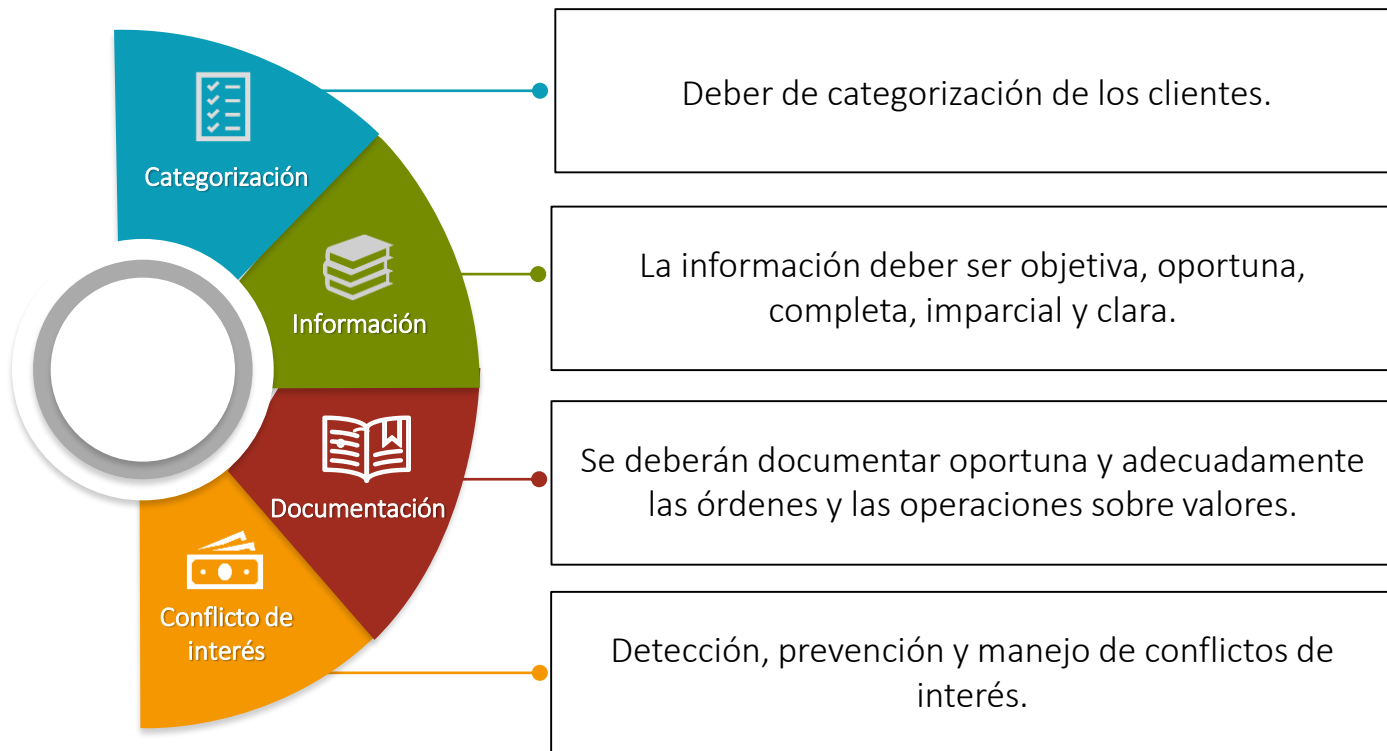 Categorización
Deber de categorización de los clientes.
Información
La información deber ser objetiva, oportuna,
completa, imparcial y clara.
Documentación
Se deberán documentar oportuna y adecuadamente
las órdenes y las operaciones sobre valores.
Conflicto de
interés
Detección, prevención y manejo de conflictos de
interés.